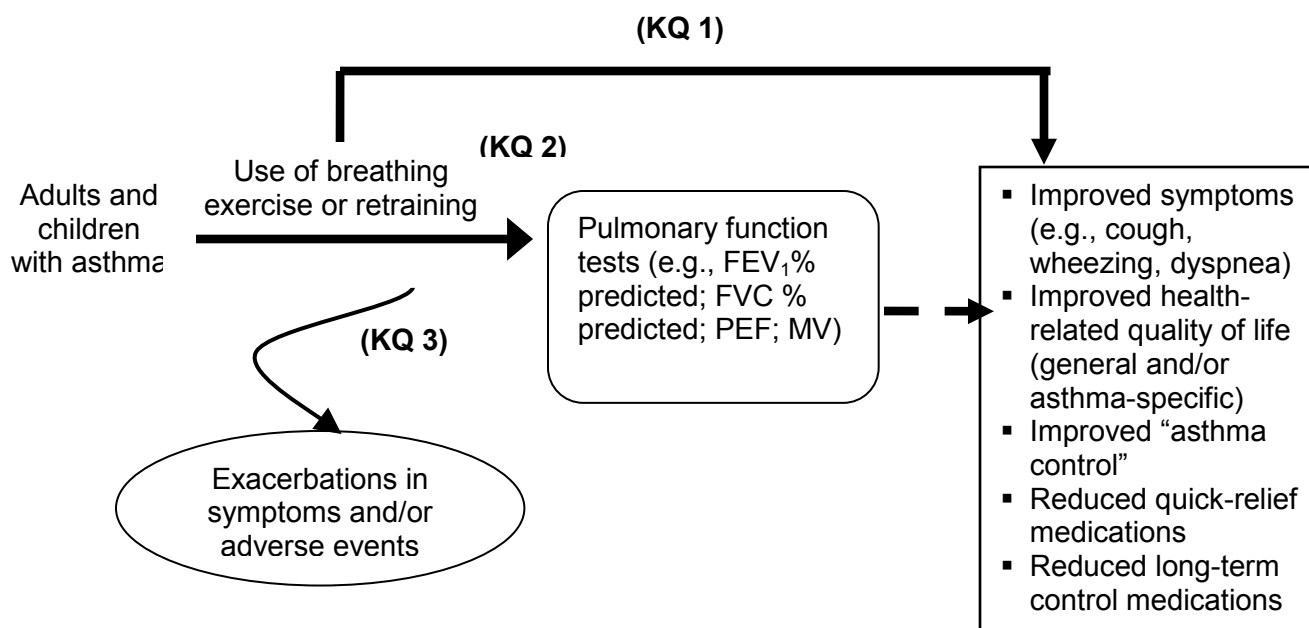 (KQ 1)
(KQ 2)
Use of breathing
exercise or retraining
Adults and
children
with asthma
Pulmonary function
tests (e.g., FEV₁%
predicted; FVC %
predicted; PEF; MV)
(KQ 3)
Exacerbations in
symptoms and/or
adverse events
▪ Improved symptoms
(e.g., cough,
wheezing, dyspnea)
▪ Improved health-
related quality of life
(general and/or
asthma-specific)
▪ Improved “asthma
control”
▪ Reduced quick-relief
medications
▪ Reduced long-term
control medications